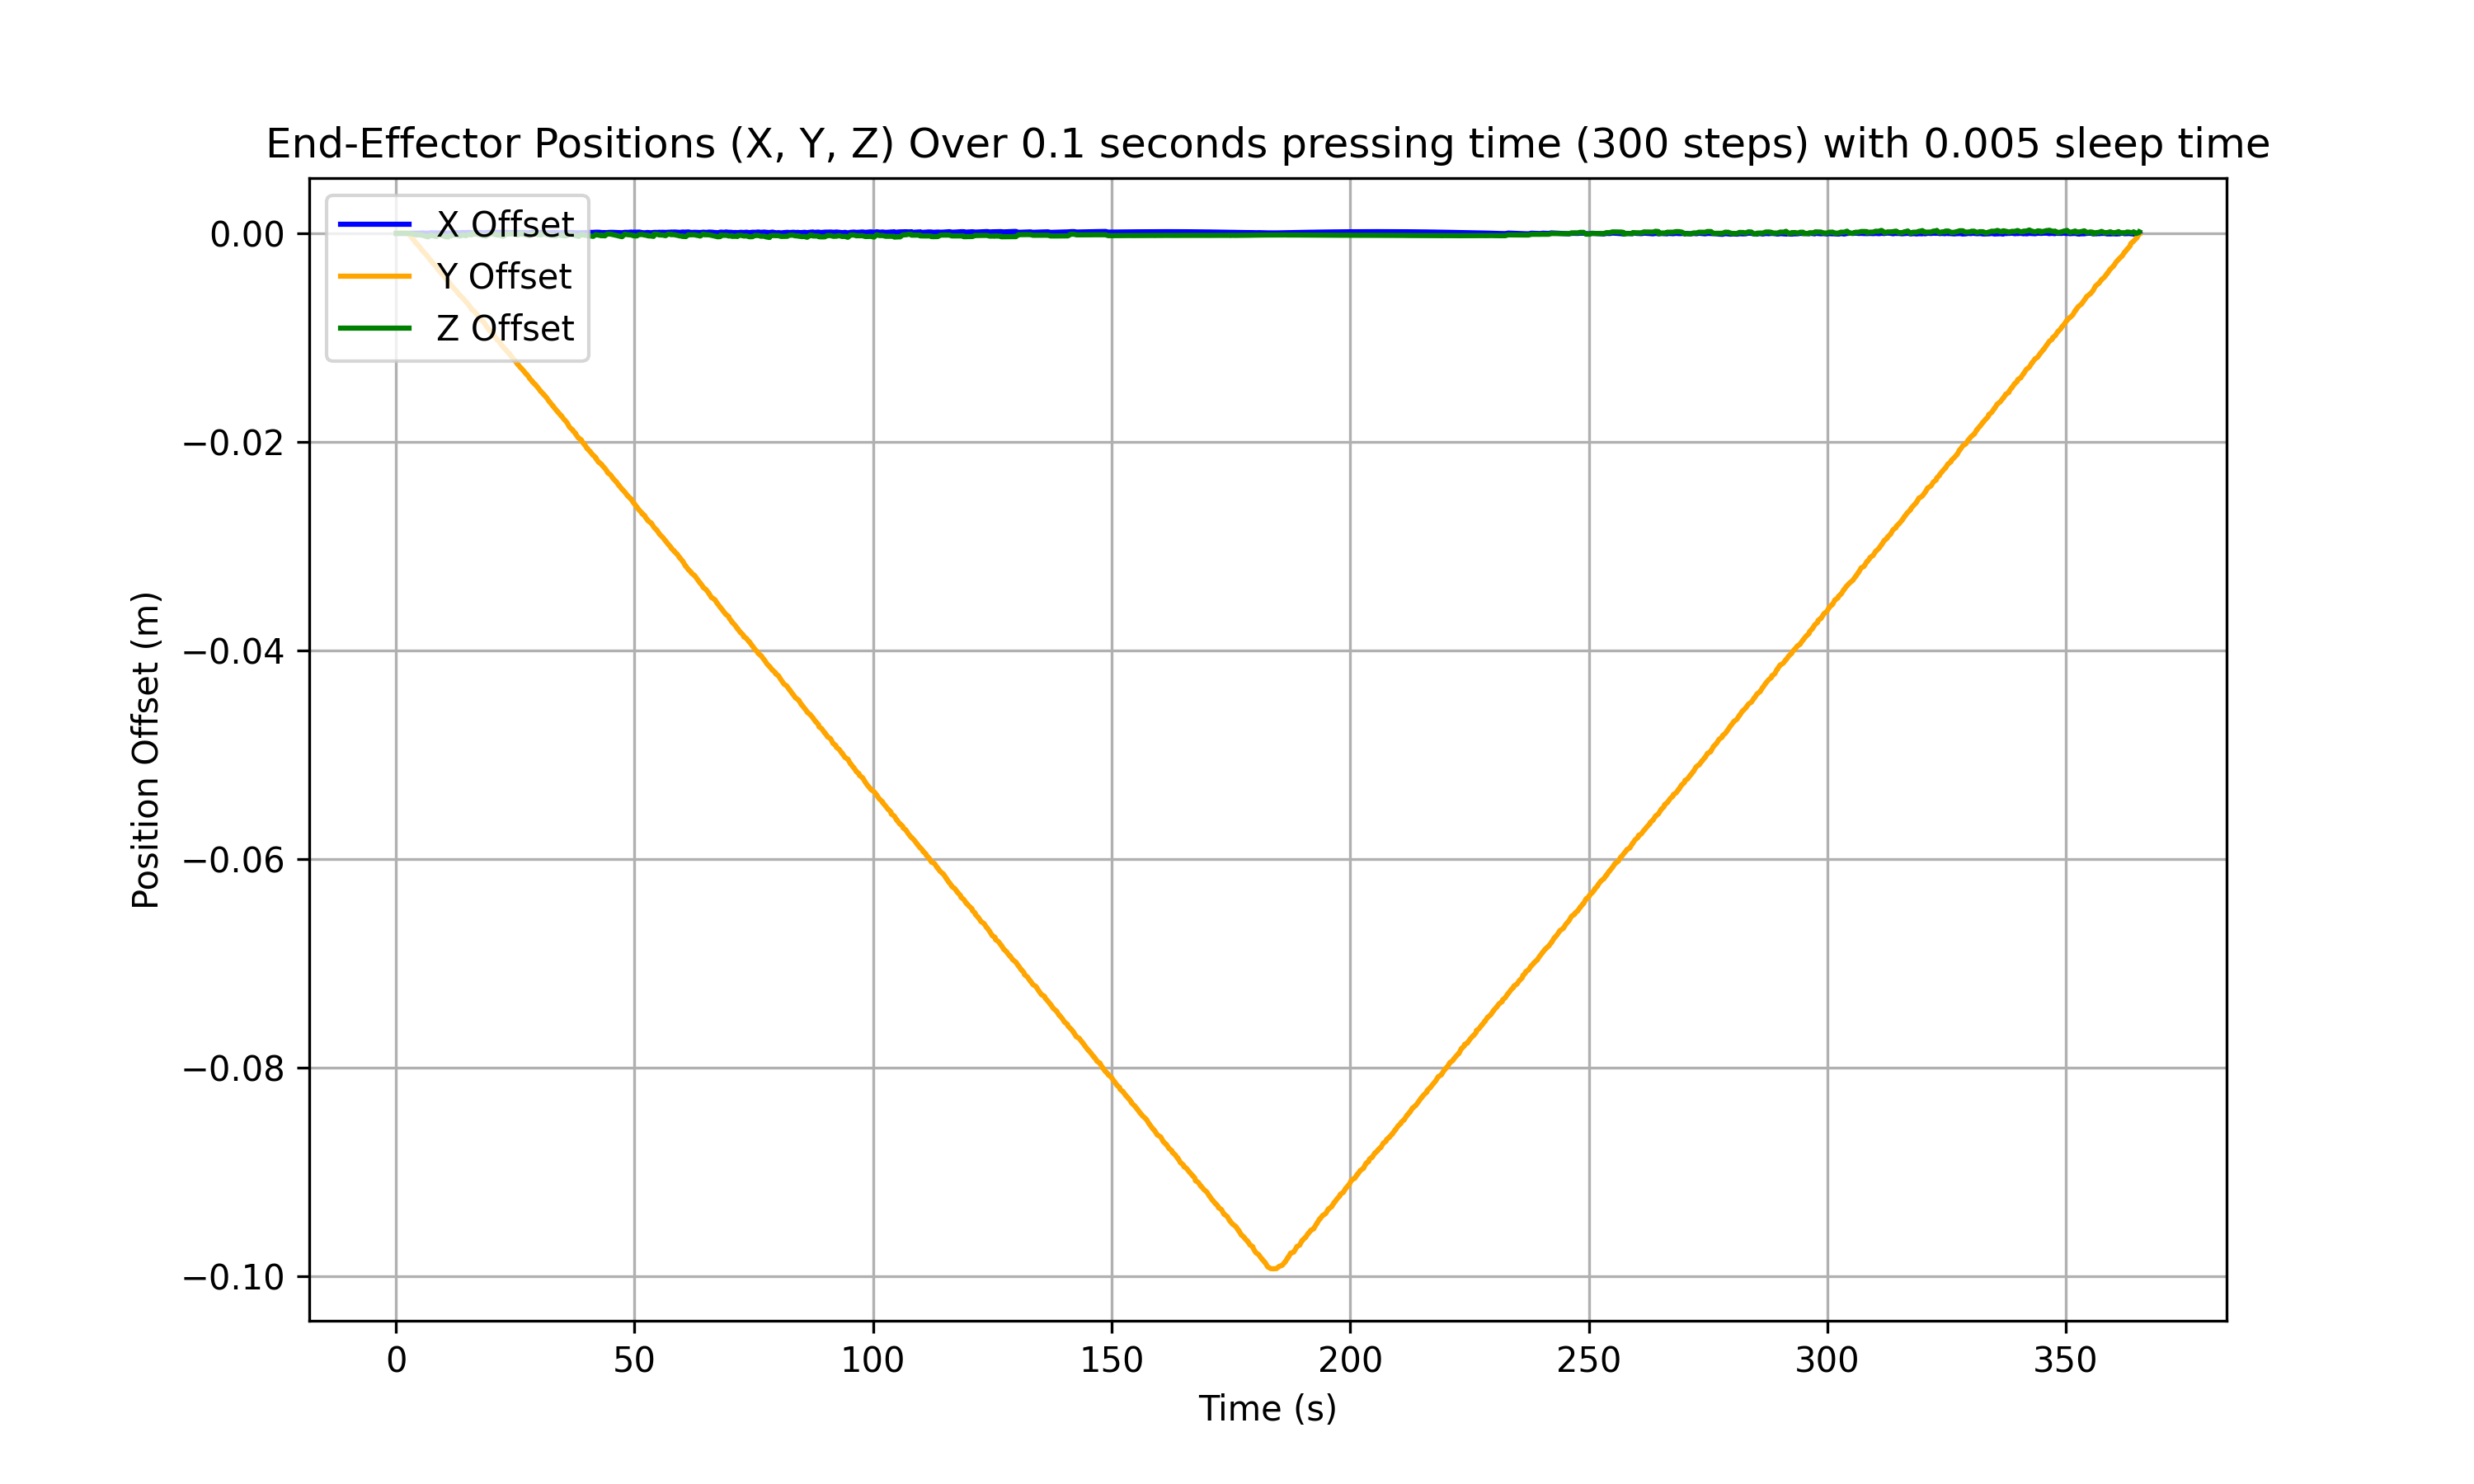 End-Effector Positions (X, Y, Z) Over 0.1 seconds pressing time (300 steps) with 0.005 sleep time
X Offset
Y Offset
Z Offset
0.00
−0.02
−0.04
−0.06
−0.08
−0.10
Position Offset (m)
0 50 100 150 200 250 300 350
Time (s)